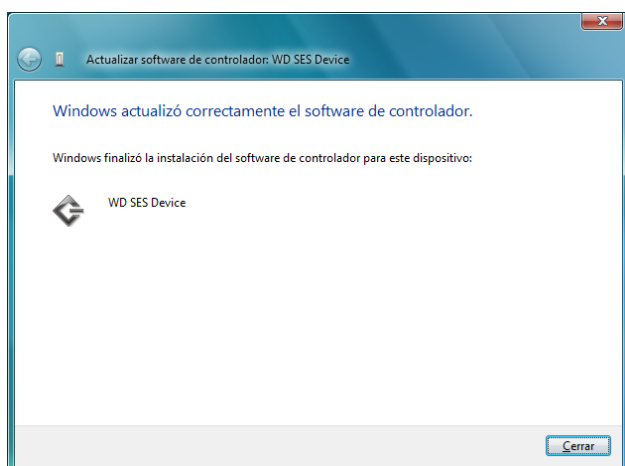 Actualizar software de controlador: WD SES Device
Windows actualizó correctamente el software de controlador.
Windows finalizó la instalación del software de controlador para este dispositivo:
WD SES Device
Cerrar